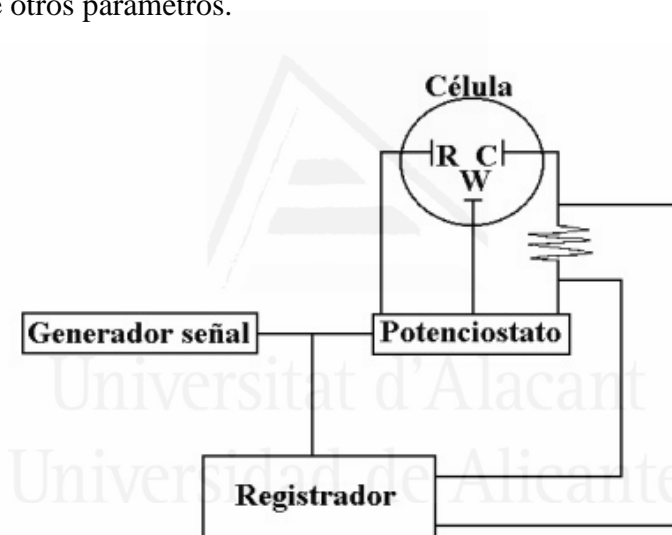 e otros parámetros.
Célula
R C
W
Generador señal
Potenciostato
Universitat d'Alacant
Universidad de Alicante
Registrador